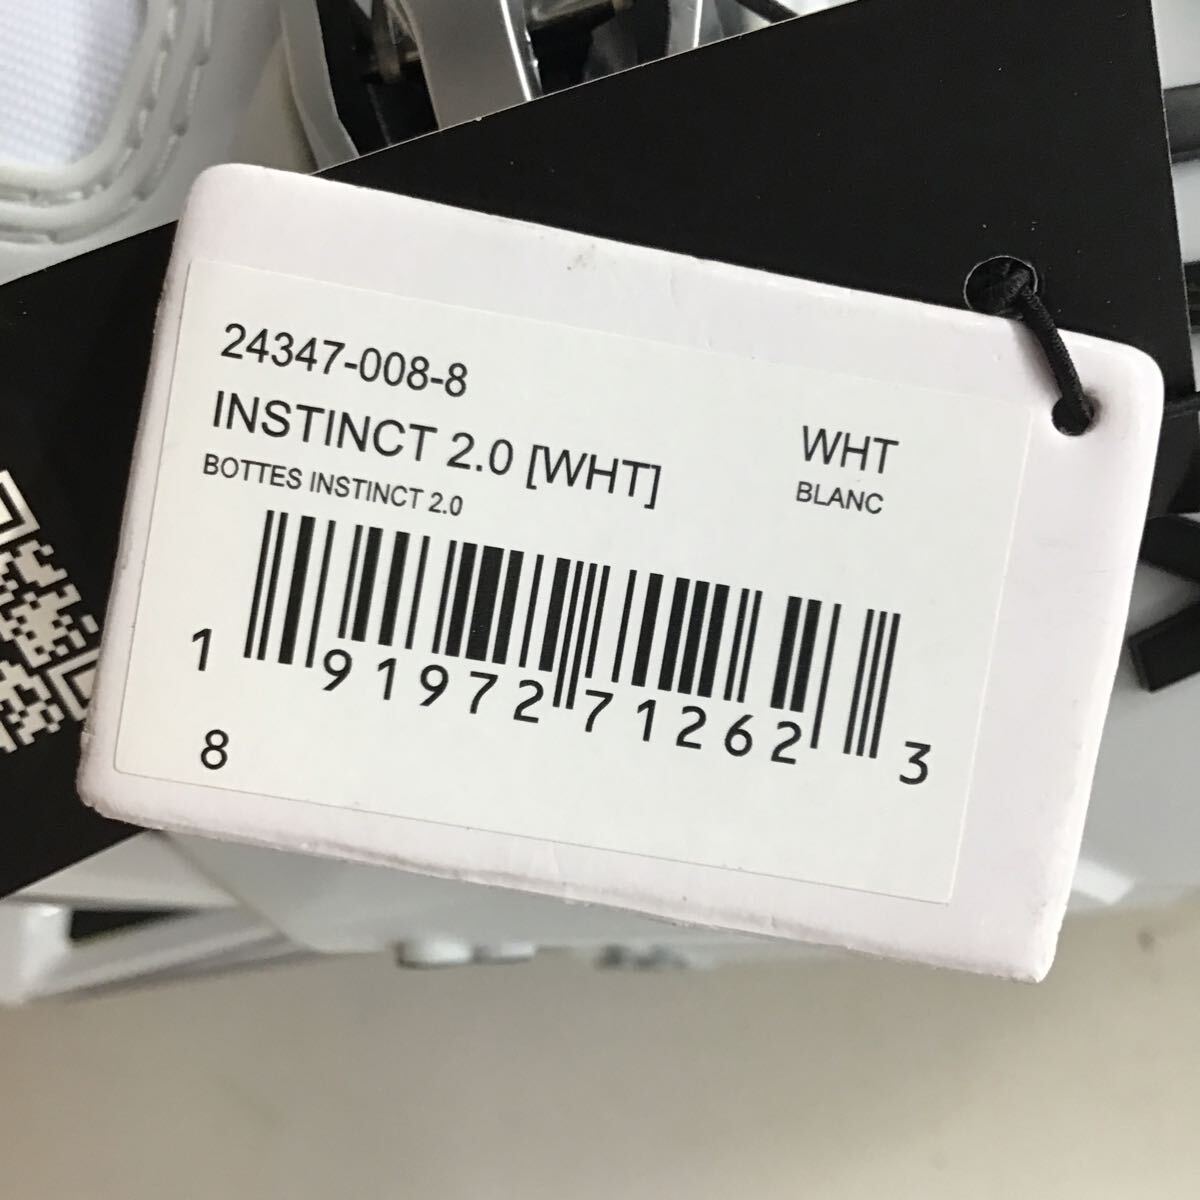 24347-008-8
INSTINCT 2.0 [WHT]
WHT
BOTTES INSTINCT 2.0
BLANC
1 91972 71262 3
8